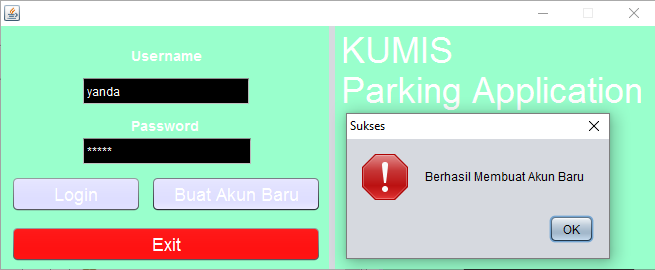 Username
yanda
Password
*****
Login
Buat Akun Baru
Exit
KUMIS
Parking Application
Sukses
Berhasil Membuat Akun Baru
OK